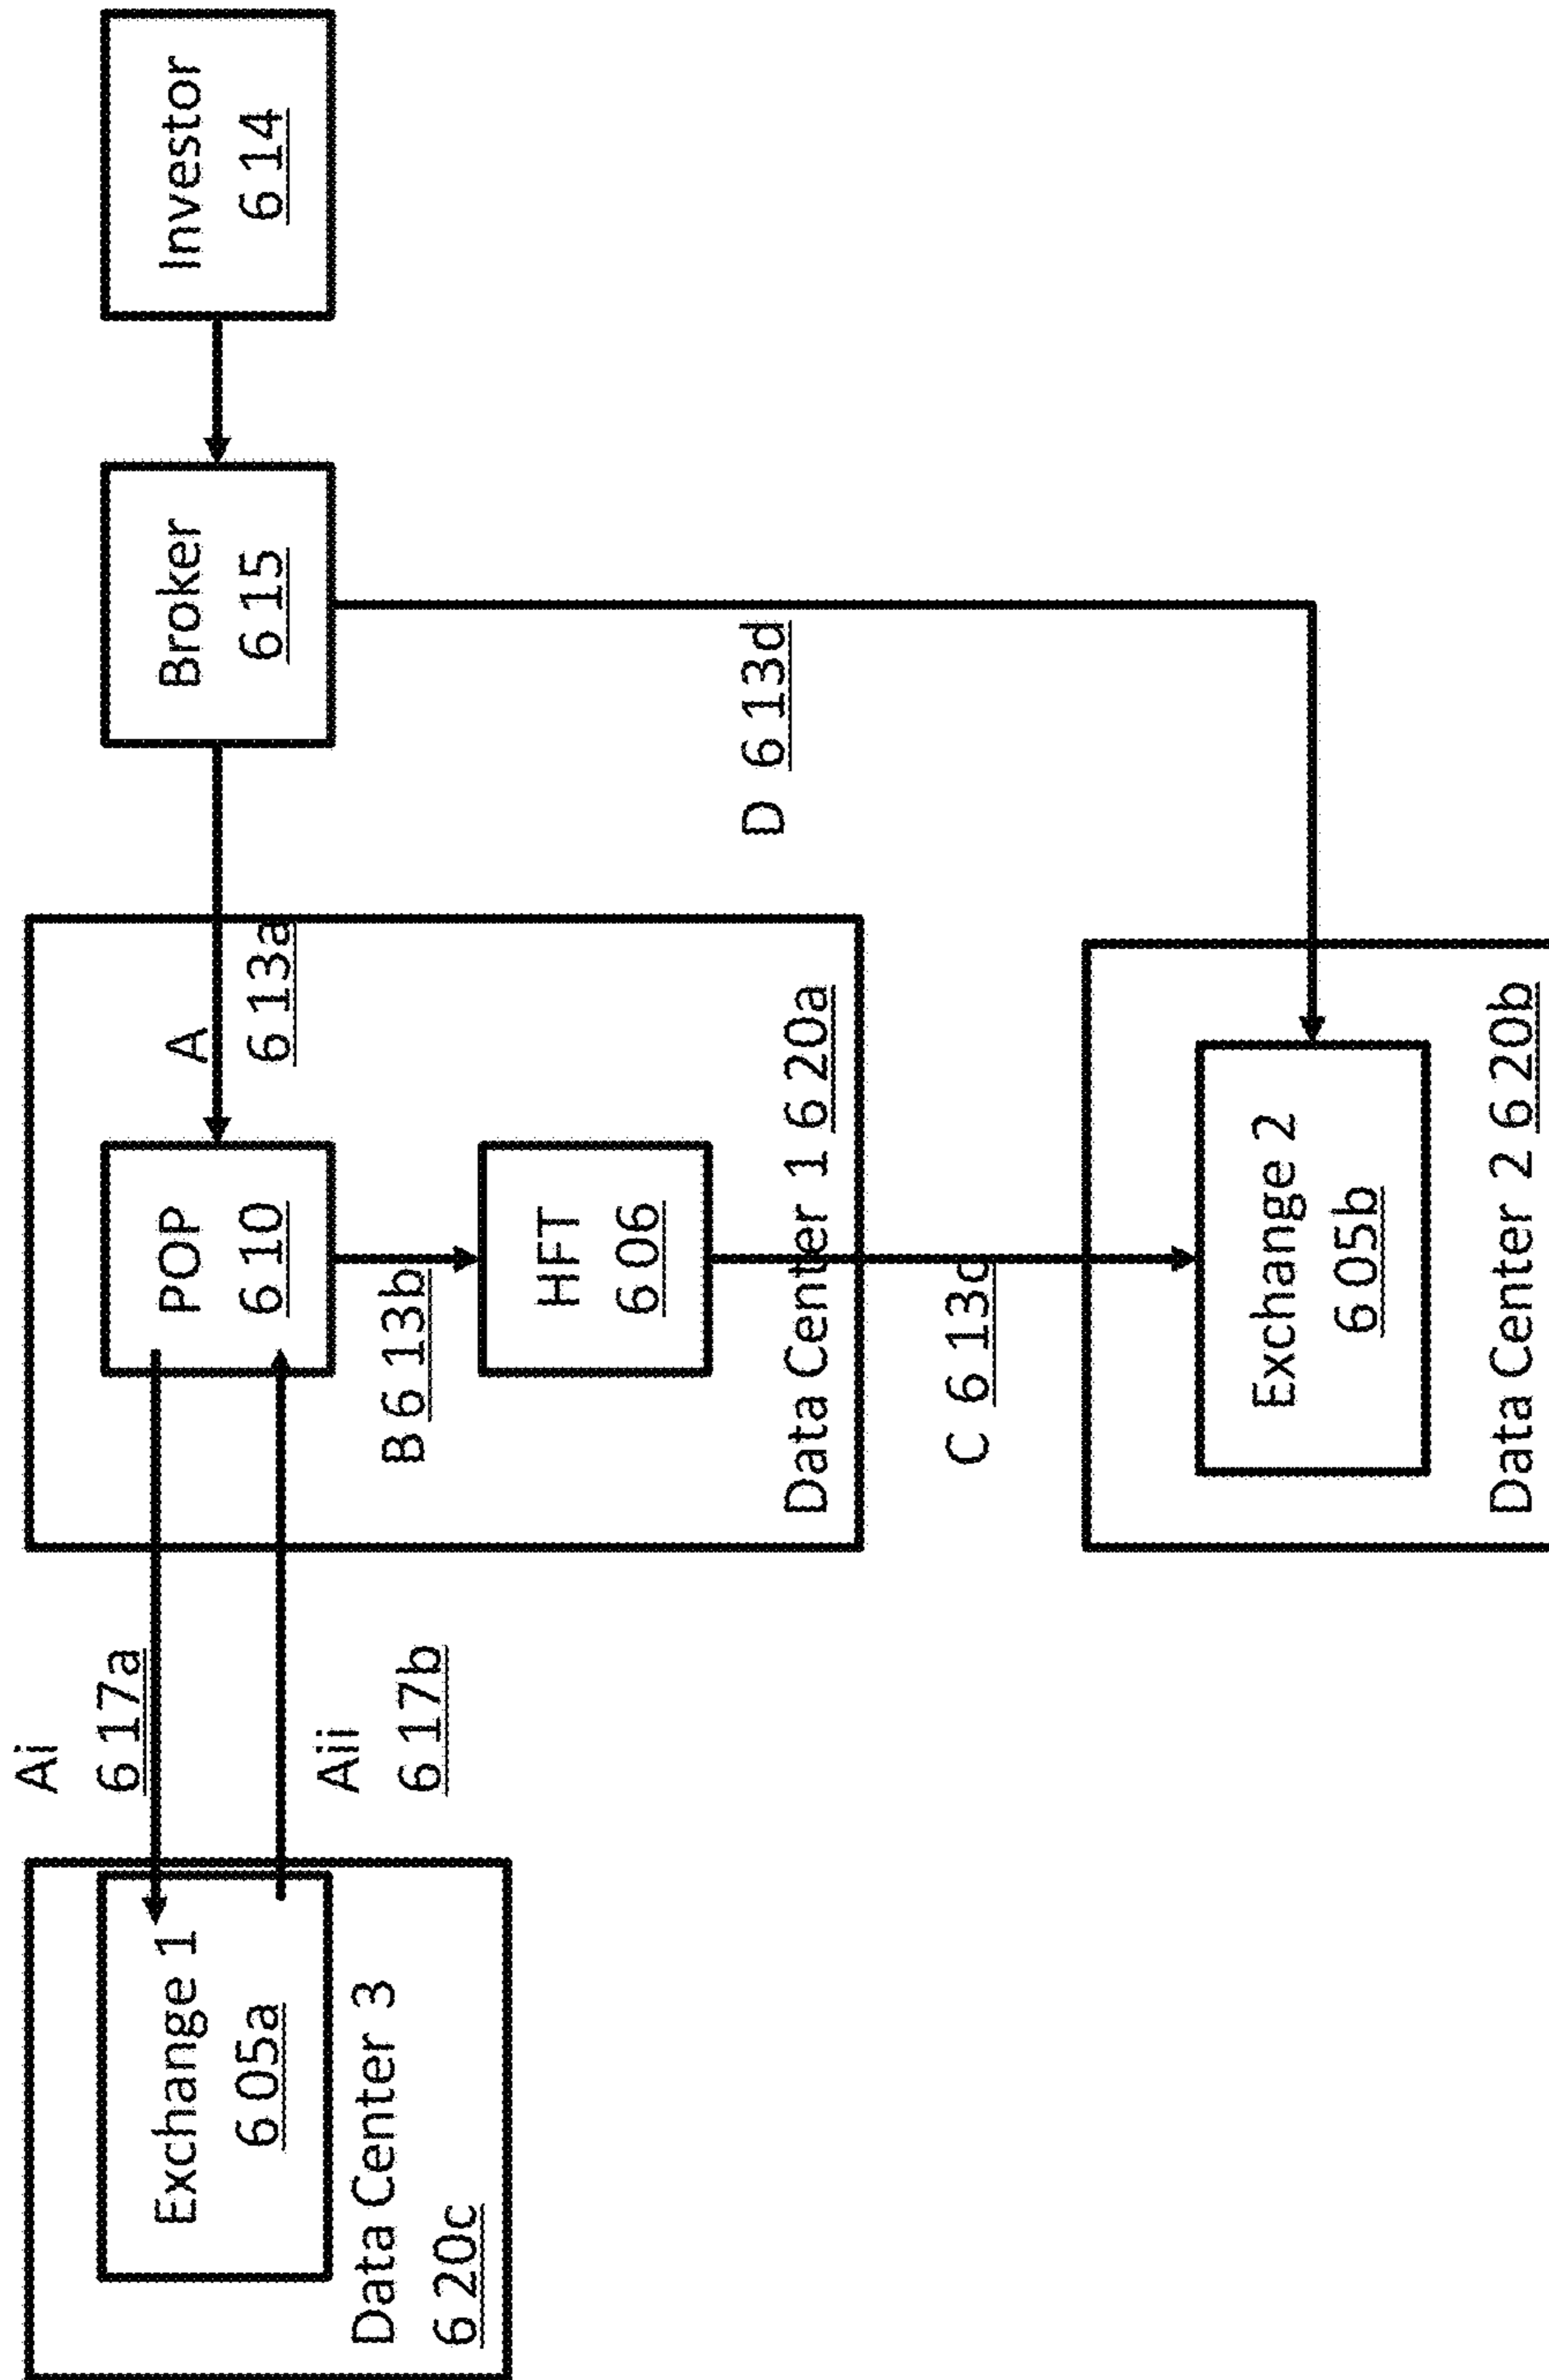 Ai
6 17a
Exchange 1
6 05a
Aii
6 17b
Data Center 3
6 20c
POP
6 10
A
6 13a
B 6 13b
HFT
6 06
Data Center 1 6 20a
Broker
6 15
Investor
6 14
D 6 13d
C 6 13c
Exchange 2
6 05b
Data Center 2 6 20b